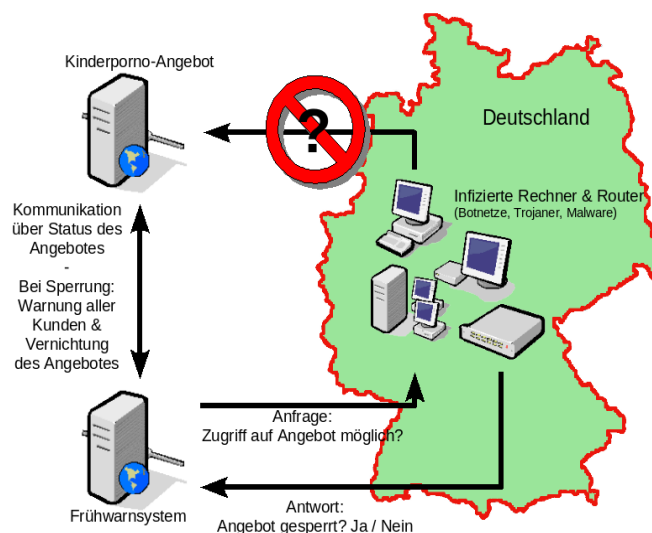 Kinderporno-Angebot
?
Deutschland
Infizierte Rechner & Router
(Botnetze, Trojaner, Malware)
Kommunikation
über Status des
Angebotes
-
Bei Sperrung:
Warnung aller
Kunden &
Vernichtung
des Angebotes
Anfrage:
Zugriff auf Angebot möglich?
Frühwarnsystem
Antwort:
Angebot gesperrt? Ja / Nein